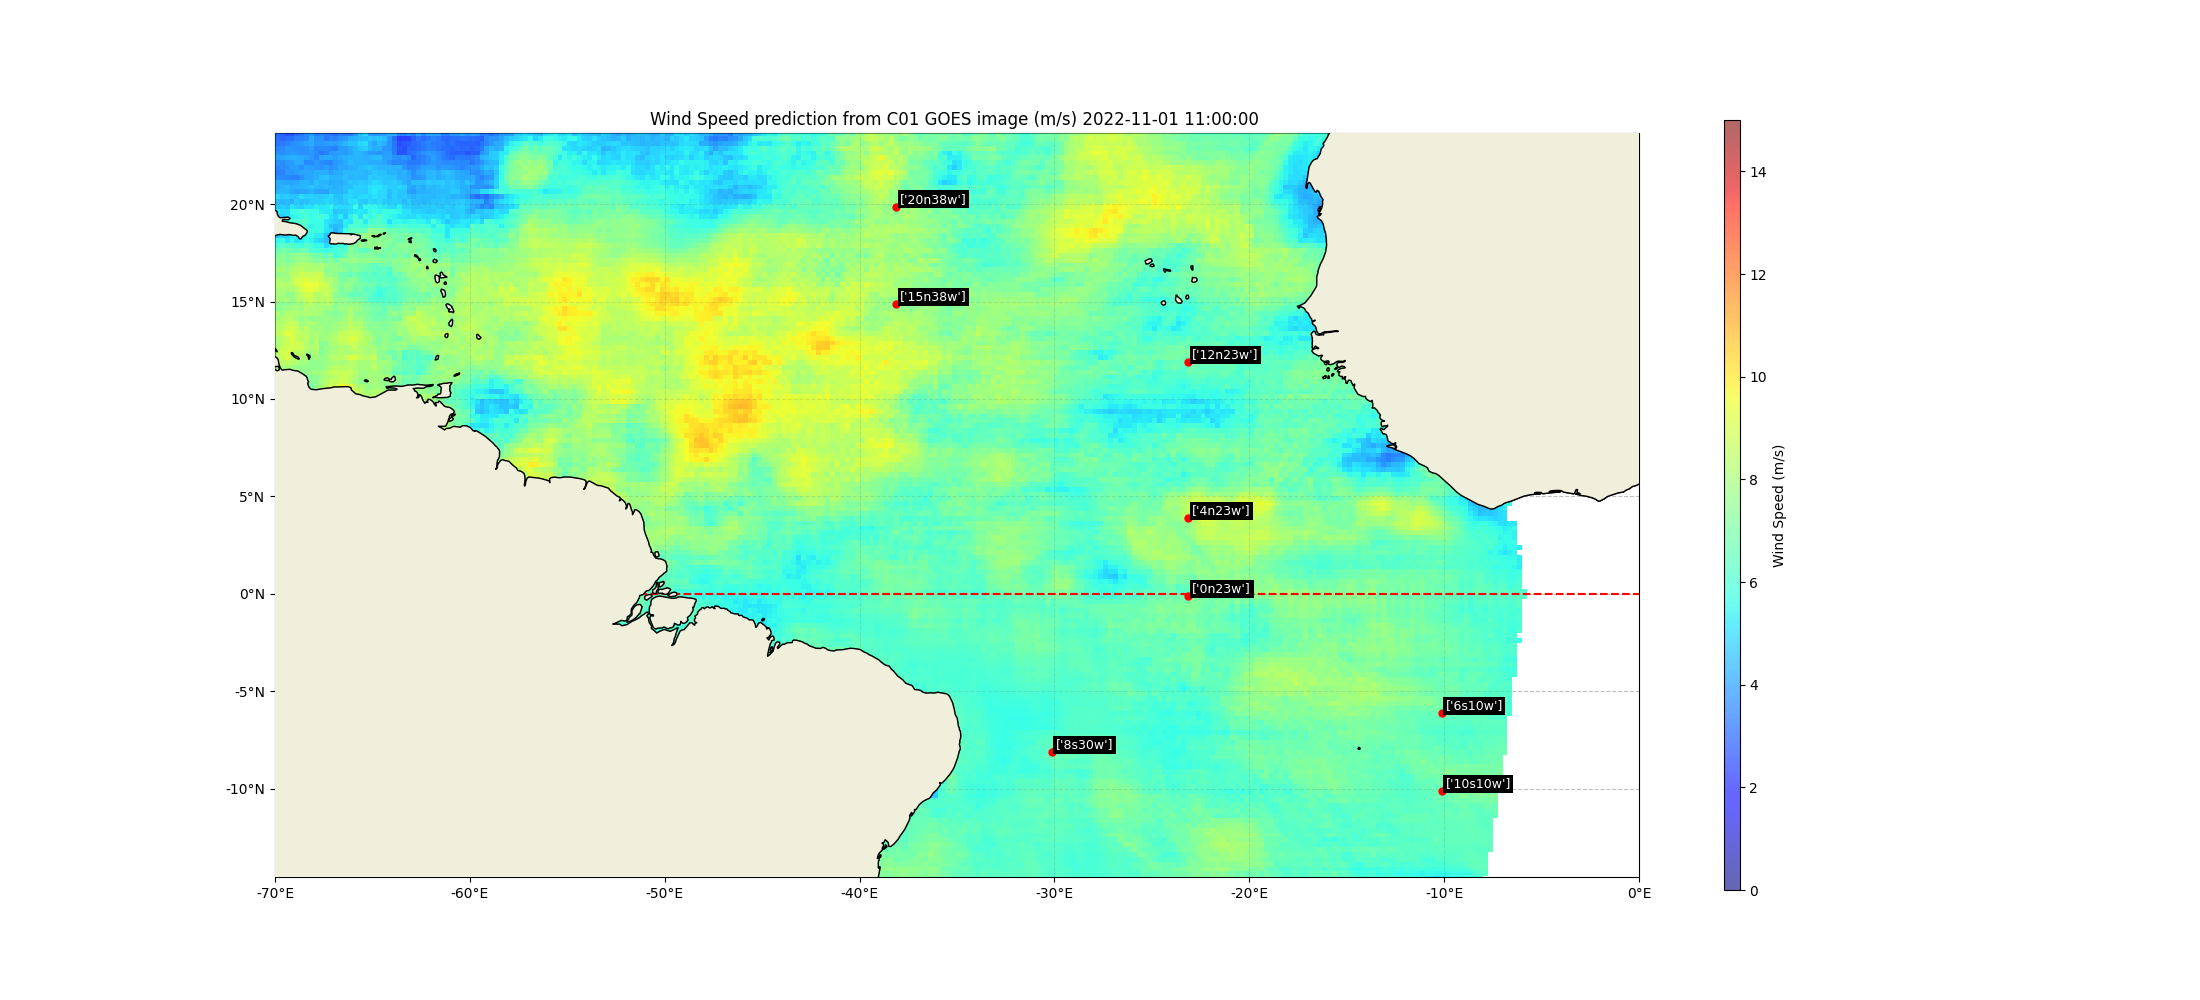 Wind Speed prediction from C01 GOES image (m/s) 2022-11-01 11:00:00
14
20°N
['20n38w']
12
15°N
['15n38w']
['12n23w']
10
10°N
Wind Speed (m/s)
8
5°N
['4n23w']
6
0°N
['0n23w']
4
-5°N
['6s10w']
['8s30w']
2
-10°N
['10s10w']
0
-70°E
-60°E
-50°E
-40°E
-30°E
-20°E
-10°E
0°E